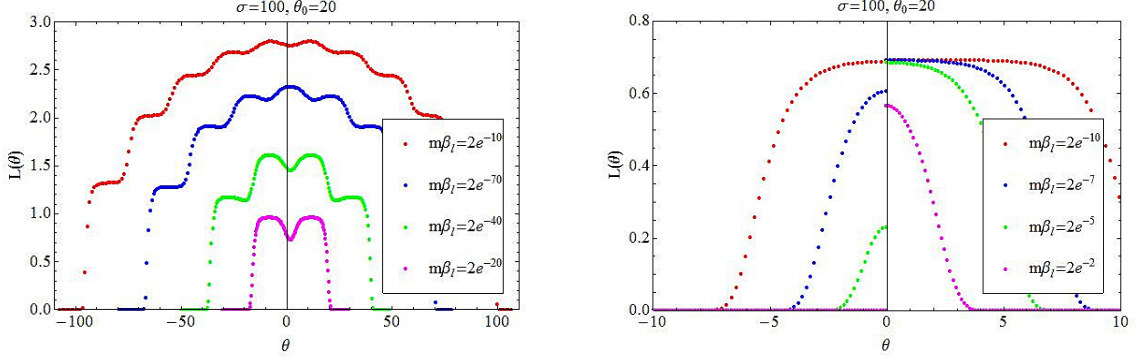 σ=100, θ₀=20
3.0
2.5
2.0
1.5
1.0
0.5
0.0
L(θ)
−100
−50
0
50
100
θ
mβₗ=2e⁻¹⁰
mβₗ=2e⁻⁷⁰
mβₗ=2e⁻⁴⁰
mβₗ=2e⁻²⁰
σ=100, θ₀=20
0.8
0.6
0.4
0.2
0.0
L(θ)
−10
−5
0
5
10
θ
mβₗ=2e⁻¹⁰
mβₗ=2e⁻⁷
mβₗ=2e⁻⁵
mβₗ=2e⁻²